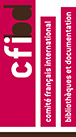 cfibd
comité français international
bibliothèques et documentation